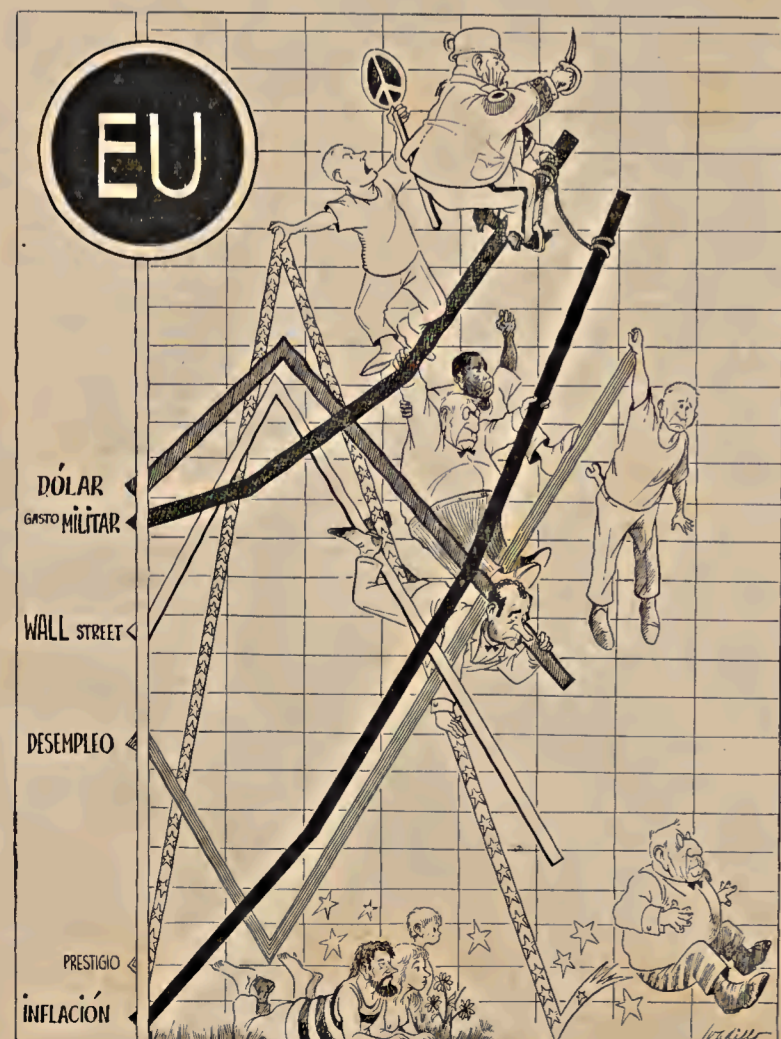 EU
DÓLAR
GASTO MILITAR
WALL STREET
DESEMPLEO
PRESTIGIO
INFLACIÓN